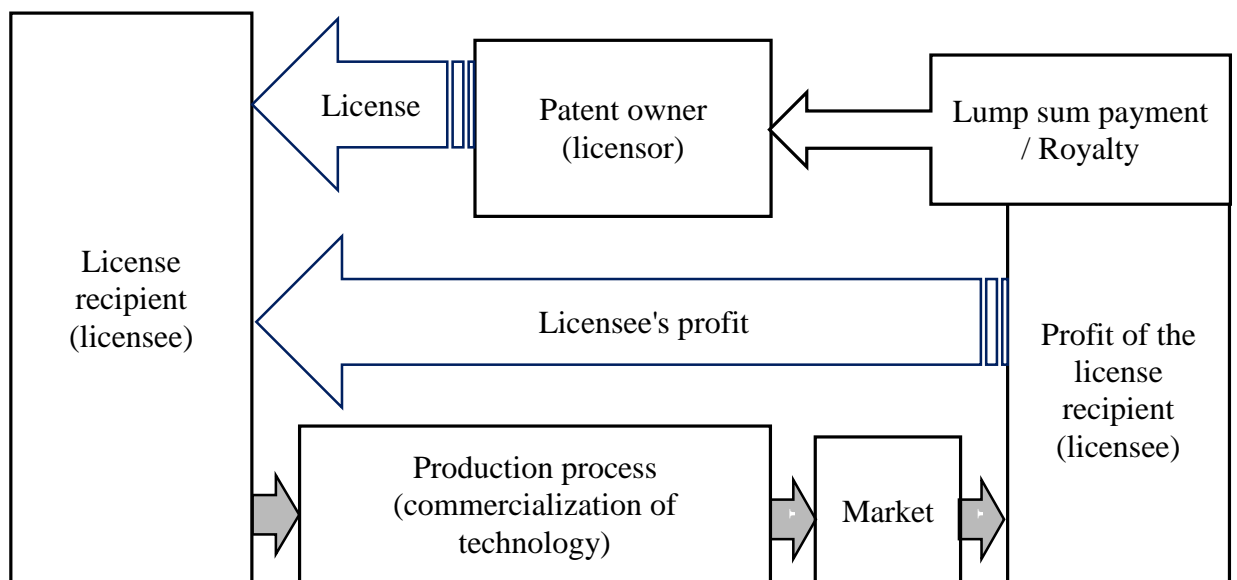 License
Patent owner
(licensor)
Lump sum payment
/ Royalty
License
recipient
(licensee)
Licensee's profit
Profit of the
license
recipient
(licensee)
Production process
(commercialization of
technology)
Market